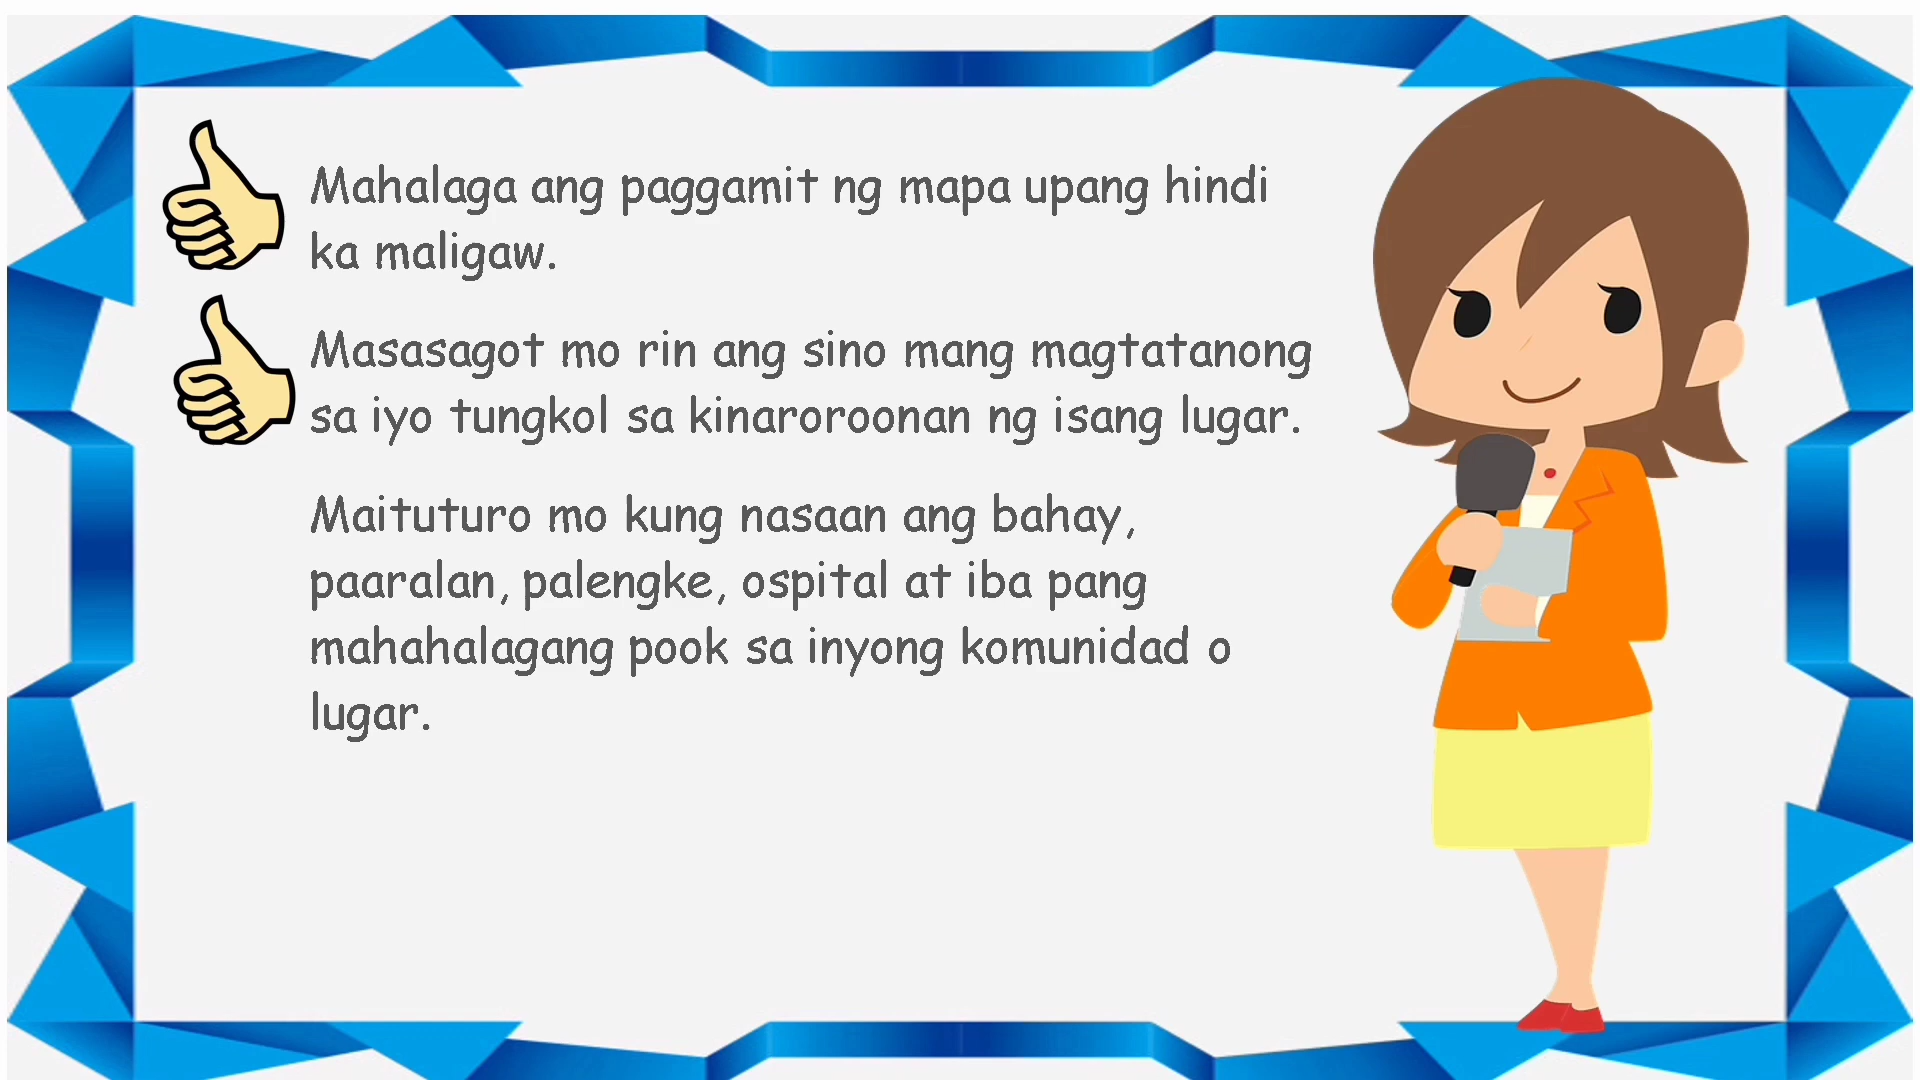 Mahalaga ang paggamit ng mapa upang hindi
ka maligaw.
Masasagot mo rin ang sino mang magtatanong
sa iyo tungkol sa kinaroroonan ng isang lugar.
Maituturo mo kung nasaan ang bahay,
paaralan, palengke, ospital at iba pang
mahahalagang pook sa inyong komunidad o
lugar.